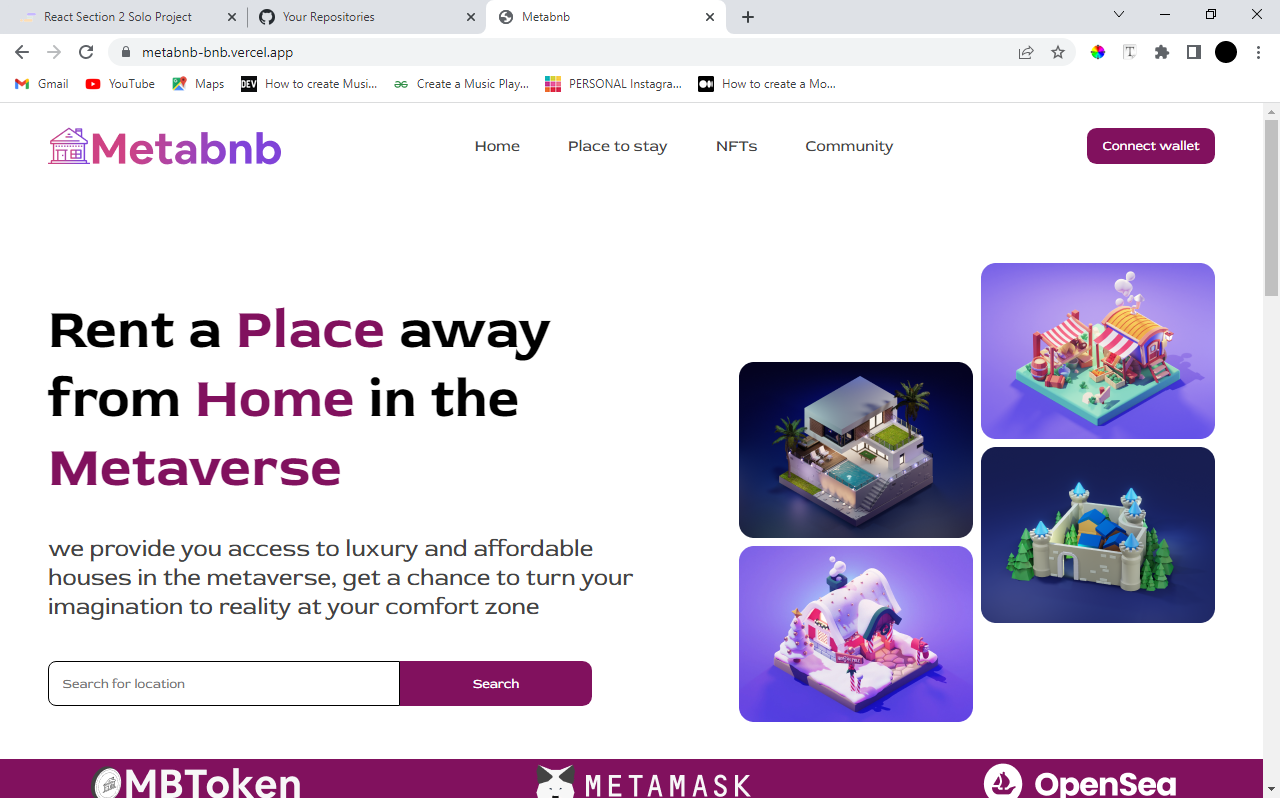 React Section 2 Solo Project
Your Repositories
Metabnb
metabnb-bnb.vercel.app
Gmail
YouTube
Maps
DEV
How to create Musi...
Create a Music Play...
PERSONAL Instagra...
How to create a Mo...
Metabnb
Home
Place to stay
NFTs
Community
Connect wallet
Rent a Place away
from Home in the
Metaverse
we provide you access to luxury and affordable
houses in the metaverse, get a chance to turn your
imagination to reality at your comfort zone
Search for location
Search
MBToken
METAMASK
OpenSea